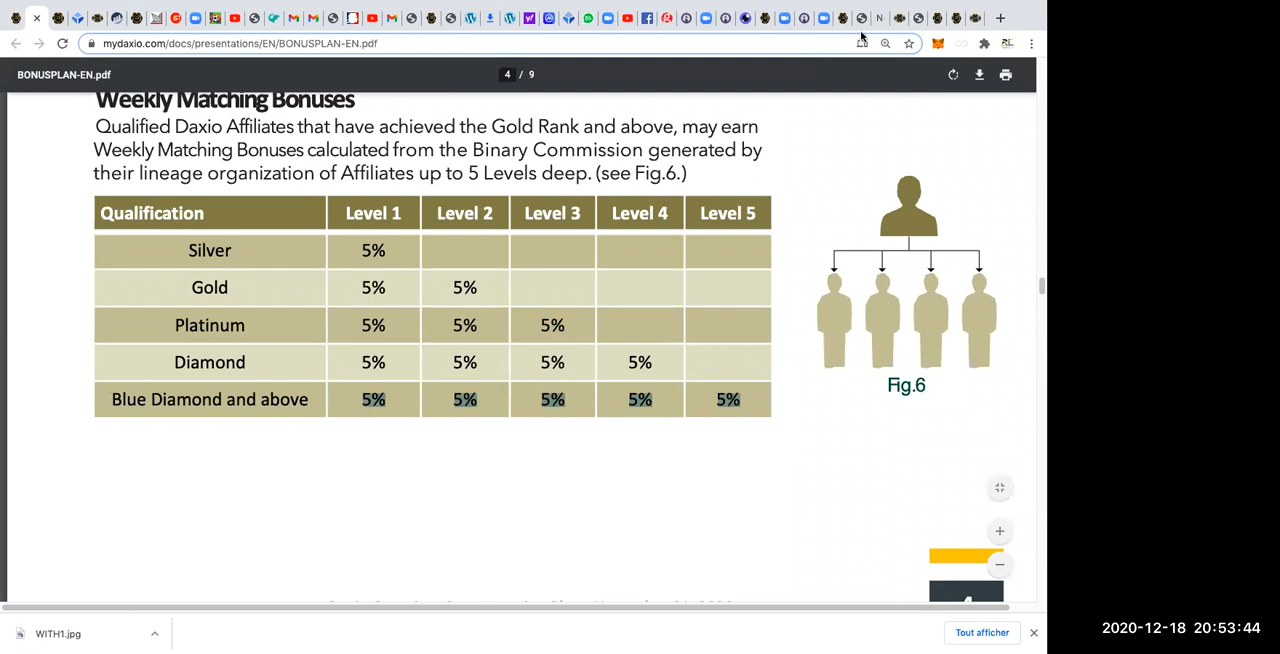 mydaxio.com/docs/presentations/EN/BONUSPLAN-EN.pdf
BONUSPLAN-EN.pdf
4 / 9
Weekly Matching Bonuses
Qualified Daxio Affiliates that have achieved the Gold Rank and above, may earn
Weekly Matching Bonuses calculated from the Binary Commission generated by
their lineage organization of Affiliates up to 5 Levels deep. (see Fig.6.)
Qualification Level 1 Level 2 Level 3 Level 4 Level 5
Silver 5%
Gold 5% 5%
Platinum 5% 5% 5%
Diamond 5% 5% 5% 5%
Blue Diamond and above 5% 5% 5% 5% 5%
Fig.6
WITH1.jpg
Tout afficher
2020-12-18 20:53:44